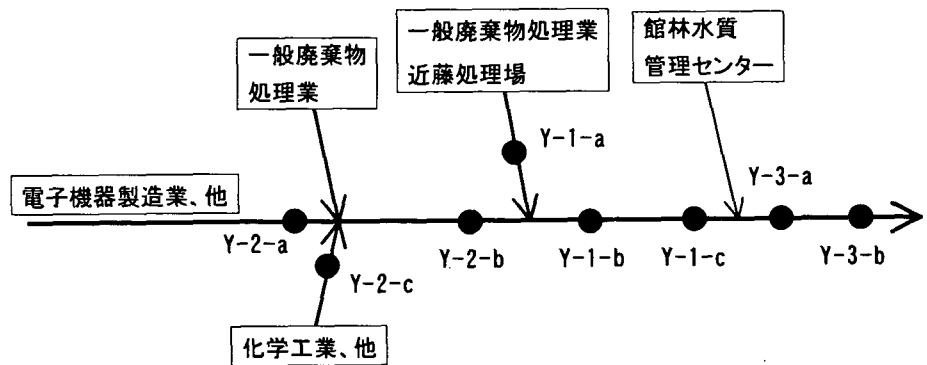 一般廃棄物
処理業
一般廃棄物処理業
近藤処理場
館林水質
管理センター
Y-1-a
Y-3-a
電子機器製造業、他
Y-2-a
Y-2-b
Y-1-b
Y-1-c
Y-3-b
Y-2-c
化学工業、他